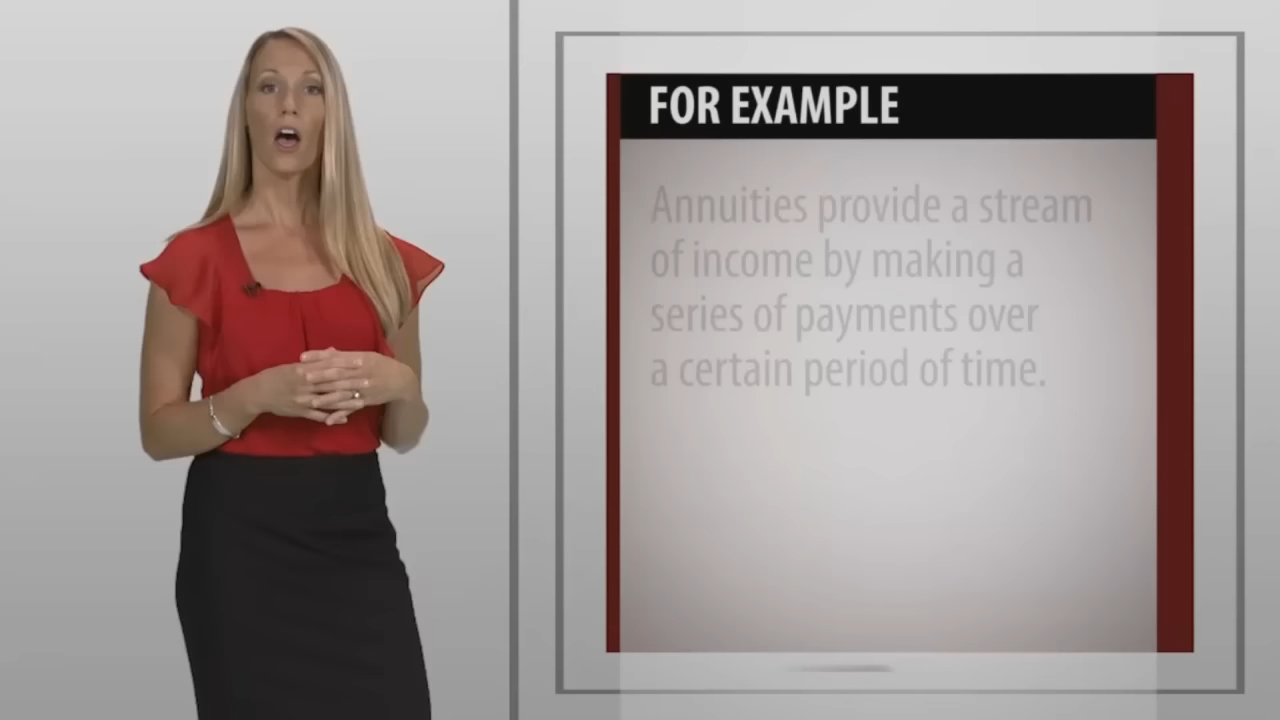 FOR EXAMPLE
Annuities provide a stream
of income by making a
series of payments over
a certain period of time.